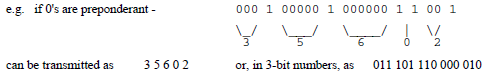 e.g. if 0's are preponderant - 000 1 00000 1 000000 1 1 00 1
\_/ \___/ \____/ | \/
3 5 6 0 2
can be transmitted as 3 5 6 0 2 or, in 3-bit numbers, as 011 101 110 000 010